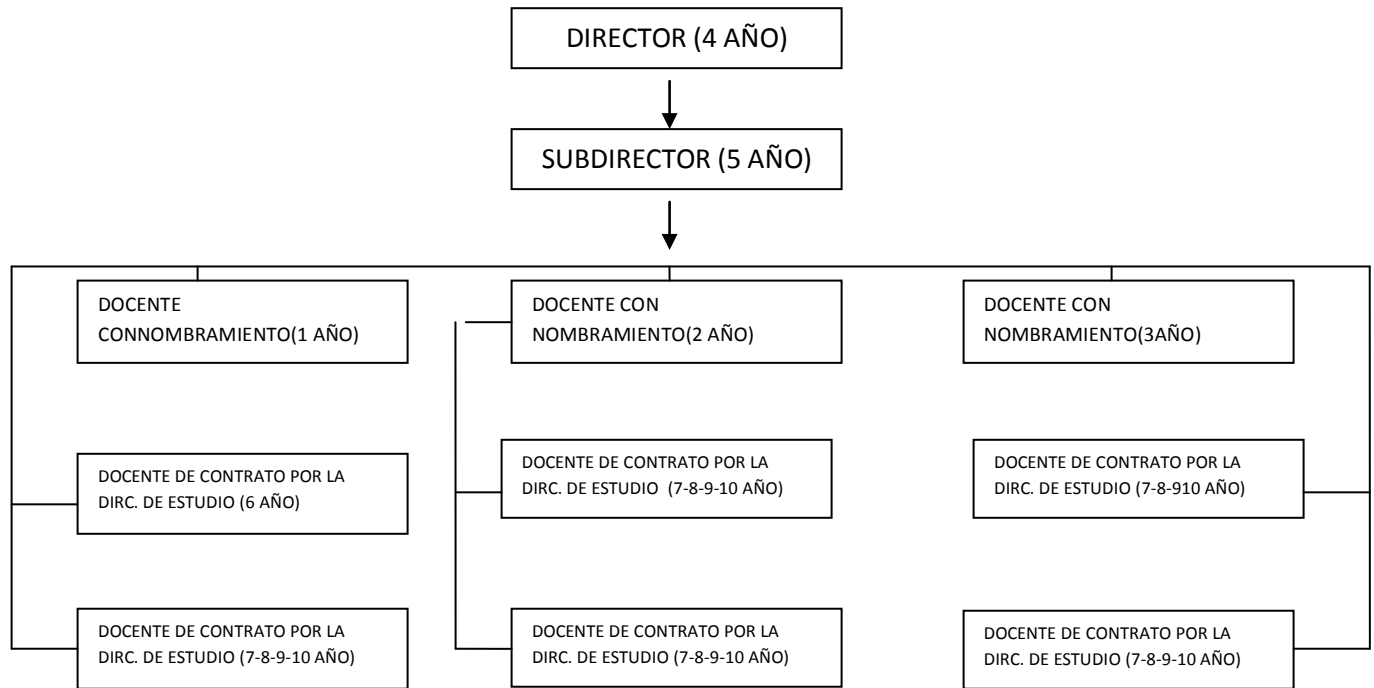 DIRECTOR (4 AÑO)
SUBDIRECTOR (5 AÑO)
DOCENTE
CONNOMBRAMIENTO(1 AÑO)
DOCENTE CON
NOMBRAMIENTO(2 AÑO)
DOCENTE CON
NOMBRAMIENTO(3AÑO)
DOCENTE DE CONTRATO POR LA
DIRC. DE ESTUDIO (6 AÑO)
DOCENTE DE CONTRATO POR LA
DIRC. DE ESTUDIO (7-8-9-10 AÑO)
DOCENTE DE CONTRATO POR LA
DIRC. DE ESTUDIO (7-8-910 AÑO)
DOCENTE DE CONTRATO POR LA
DIRC. DE ESTUDIO (7-8-9-10 AÑO)
DOCENTE DE CONTRATO POR LA
DIRC. DE ESTUDIO (7-8-9-10 AÑO)
DOCENTE DE CONTRATO POR LA
DIRC. DE ESTUDIO (7-8-9-10 AÑO)